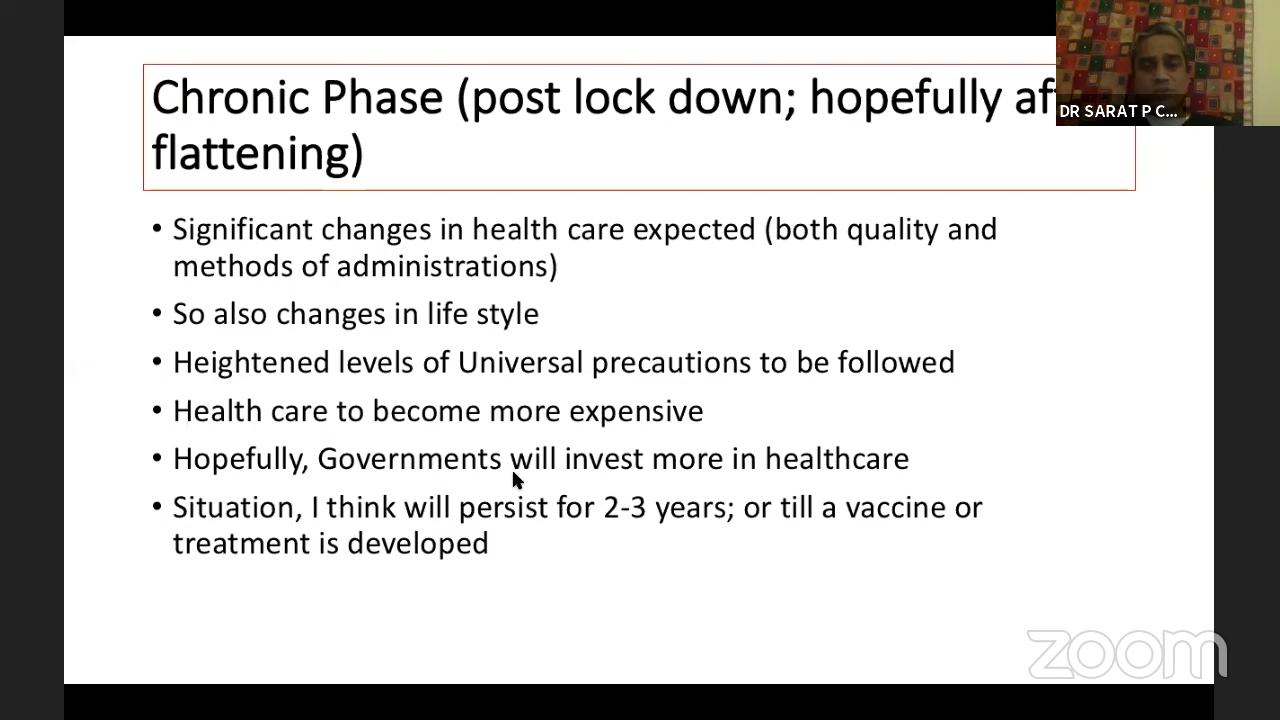 Chronic Phase (post lock down; hopefully af
flattening)
DR SARAT P C...
• Significant changes in health care expected (both quality and
methods of administrations)
• So also changes in life style
• Heightened levels of Universal precautions to be followed
• Health care to become more expensive
• Hopefully, Governments will invest more in healthcare
• Situation, I think will persist for 2-3 years; or till a vaccine or
treatment is developed
zoom